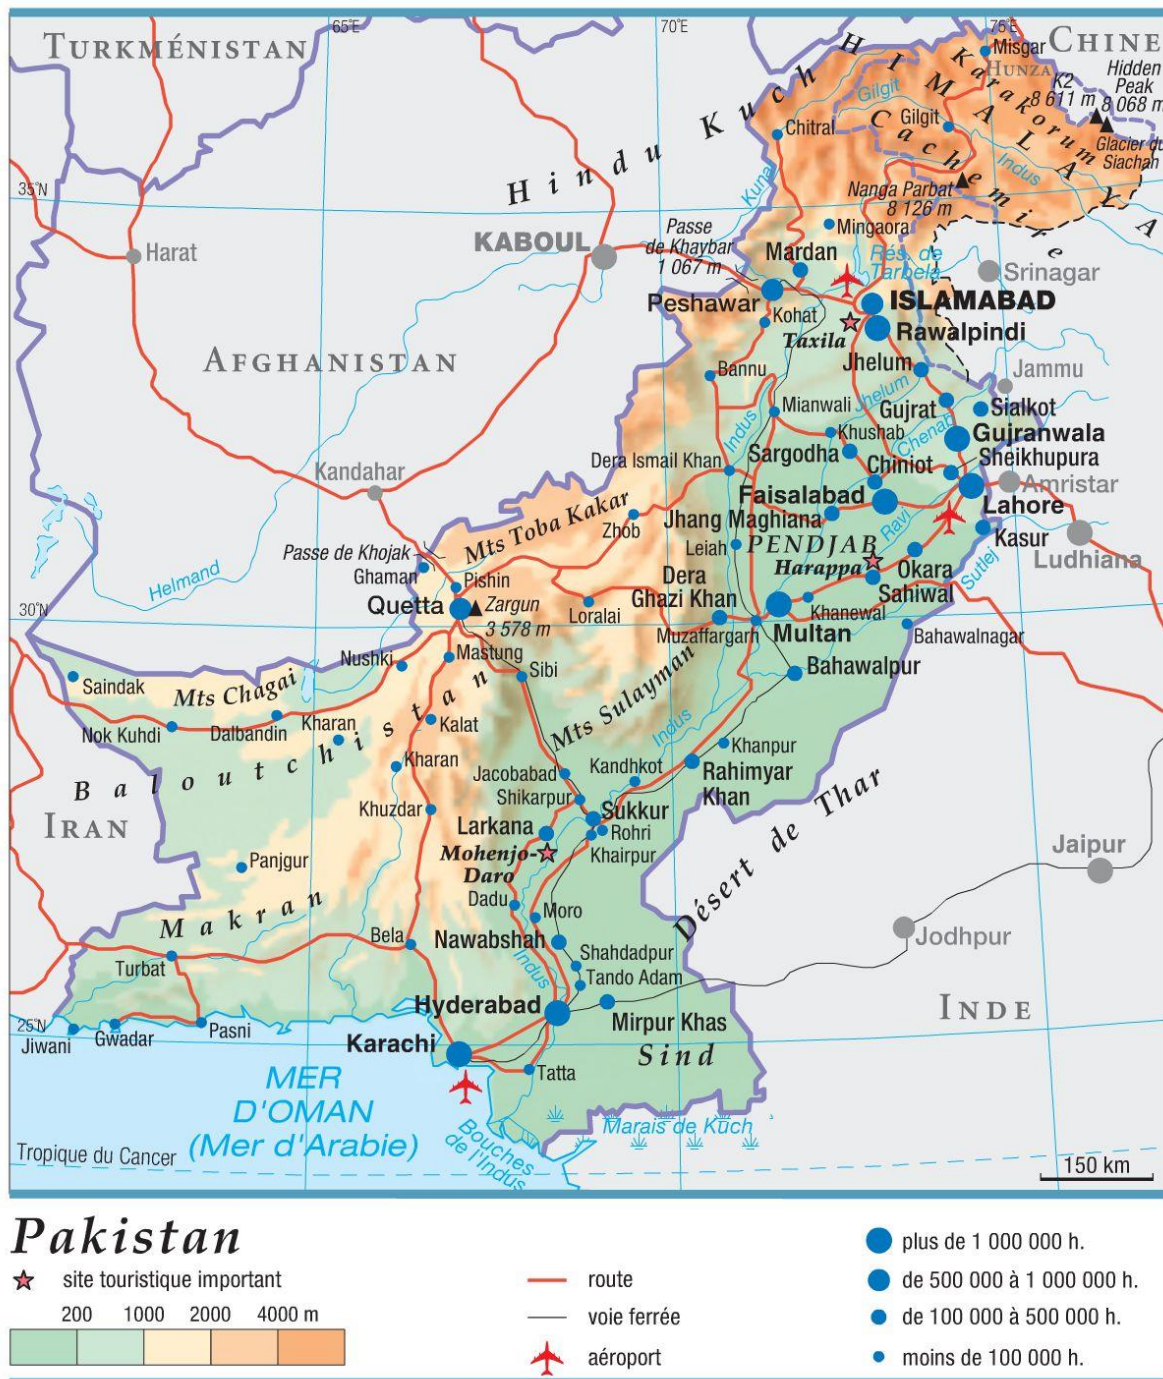 65°E
70°E
75°E
TURKMÉNISTAN
CHINE
Misgar
HUNZA
Hidden
Peak
8 068 m
K2
8 611 m
Karakorum
HIMALAYA
Hindu Kuch
Gilgit
Gilgit
Chitral
Cachemire
Glacier du
Siachan
Indus
35°N
Nanga Parbat
8 126 m
Kunar
Mingaora
Passe
de Khaybar
1 067 m
Harat
KABOUL
Mardan
Rés. de
Tarbela
Srinagar
Peshawar
ISLAMABAD
Kohat
Taxila
Rawalpindi
AFGHANISTAN
Bannu
Jhelum
Jammu
Jhelum
Mianwali
Gujrat
Sialkot
Indus
Chenab
Khushab
Gujranwala
Kandahar
Dera Ismail Khan
Sargodha
Chiniot
Sheikhupura
Amristar
Faisalabad
Lahore
Mts Toba Kakar
Zhob
Jhang Maghiana
Ravi
Kasur
Ludhiana
Passe de Khojak
Ghaman
Leiah
PENDJAB
Helmand
Harappa
Okara
Sutlej
Pishin
Dera
Ghazi Khan
Sahiwal
30°N
Quetta
Zargun
3 578 m
Loralai
Khanewal
Muzaffargarh
Multan
Bahawalnagar
Nushki
Mastung
Sibi
Bahawalpur
Saindak
Mts Chagai
Mts Sulayman
Nok Kuhdi
Dalbandin
Kharan
Kalat
Indus
Khanpur
Baloutchistan
Kharan
Jacobabad
Kandhkot
Rahimyar
Khan
Shikarpur
IRAN
Khuzdar
Sukkur
Désert de Thar
Larkana
Rohri
Khairpur
Jaipur
Mohenjo-
Daro
Panjgur
Dadu
Moro
Makran
Bela
Nawabshah
Jodhpur
Turbat
Shahdadpur
Indus
Tando Adam
INDE
25°N
Hyderabad
Mirpur Khas
Jiwani
Gwadar
Pasni
Karachi
Sind
Tatta
MER
D'OMAN
(Mer d'Arabie)
Marais de Kuch
Bouches
de l'Indus
Tropique du Cancer
150 km
Pakistan
site touristique important
200 1000 2000 4000 m
route
voie ferrée
aéroport
plus de 1 000 000 h.
de 500 000 à 1 000 000 h.
de 100 000 à 500 000 h.
moins de 100 000 h.